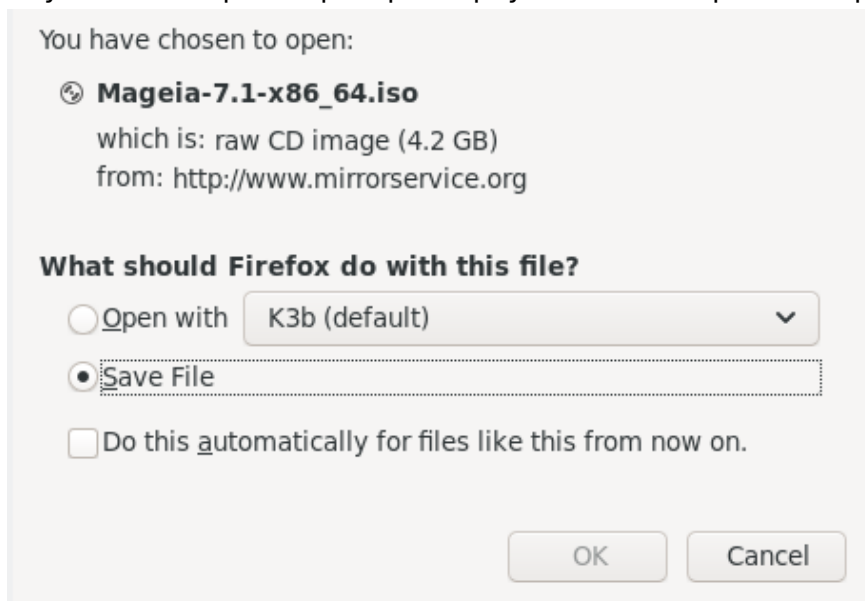 You have chosen to open:
Mageia-7.1-x86_64.iso
which is: raw CD image (4.2 GB)
from: http://www.mirrorservice.org
What should Firefox do with this file?
Open with K3b (default)
Save File
Do this automatically for files like this from now on.
OK Cancel